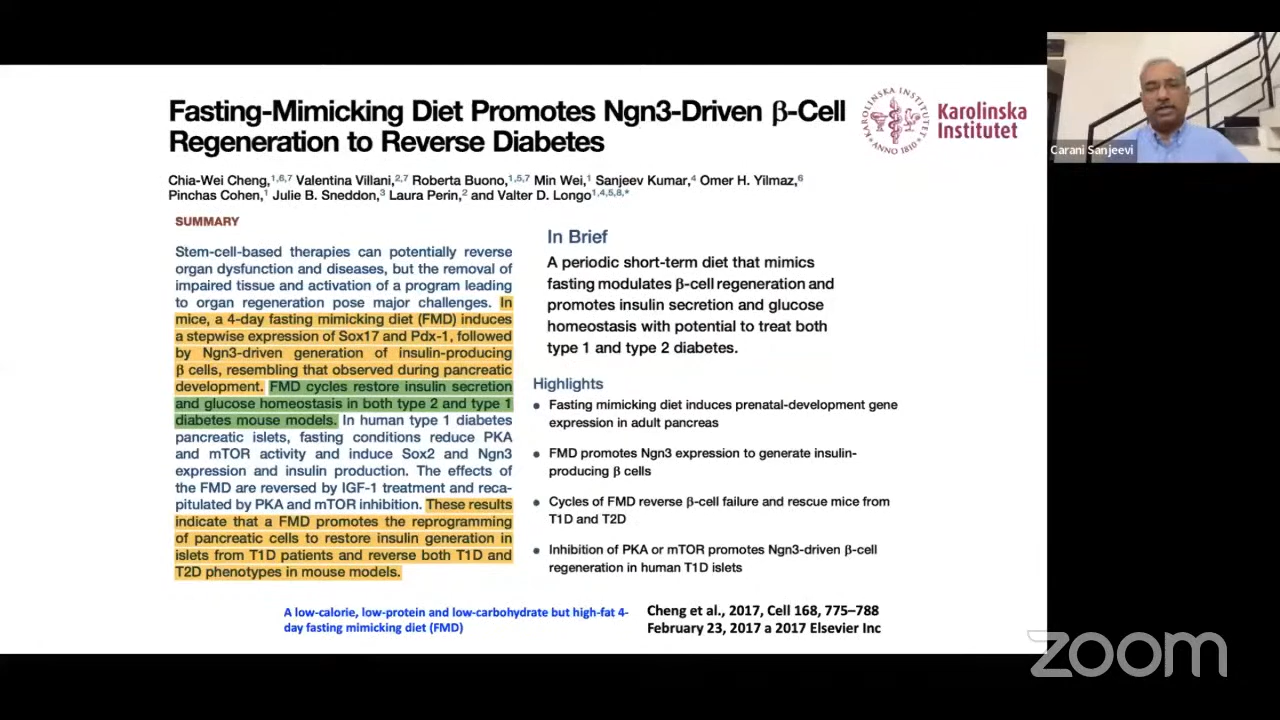 Fasting-Mimicking Diet Promotes Ngn3-Driven β-Cell
Regeneration to Reverse Diabetes
Chia-Wei Cheng,1,6,7 Valentina Villani,2,7 Roberta Buono,1,5,7 Min Wei,1 Sanjeev Kumar,4 Omer H. Yilmaz,6
Pinchas Cohen,1 Julie B. Sneddon,3 Laura Perin,2 and Valter D. Longo1,4,5,8,*
SUMMARY
Stem-cell-based therapies can potentially reverse
organ dysfunction and diseases, but the removal of
impaired tissue and activation of a program leading
to organ regeneration pose major challenges. In
mice, a 4-day fasting mimicking diet (FMD) induces
a stepwise expression of Sox17 and Pdx-1, followed
by Ngn3-driven generation of insulin-producing
β cells, resembling that observed during pancreatic
development. FMD cycles restore insulin secretion
and glucose homeostasis in both type 2 and type 1
diabetes mouse models. In human type 1 diabetes
pancreatic islets, fasting conditions reduce PKA
and mTOR activity and induce Sox2 and Ngn3
expression and insulin production. The effects of
the FMD are reversed by IGF-1 treatment and reca-
pitulated by PKA and mTOR inhibition. These results
indicate that a FMD promotes the reprogramming
of pancreatic cells to restore insulin generation in
islets from T1D patients and reverse both T1D and
T2D phenotypes in mouse models.
In Brief
A periodic short-term diet that mimics
fasting modulates β-cell regeneration and
promotes insulin secretion and glucose
homeostasis with potential to treat both
type 1 and type 2 diabetes.
Highlights
Fasting mimicking diet induces prenatal-development gene
expression in adult pancreas
FMD promotes Ngn3 expression to generate insulin-
producing β cells
Cycles of FMD reverse β-cell failure and rescue mice from
T1D and T2D
Inhibition of PKA or mTOR promotes Ngn3-driven β-cell
regeneration in human T1D islets
A low-calorie, low-protein and low-carbohydrate but high-fat 4-
day fasting mimicking diet (FMD)
Cheng et al., 2017, Cell 168, 775–788
February 23, 2017 a 2017 Elsevier Inc
KAROLINSKA INSTITUTET
ANNO 1810
Karolinska
Institutet
Carani Sanjeevi
zoom